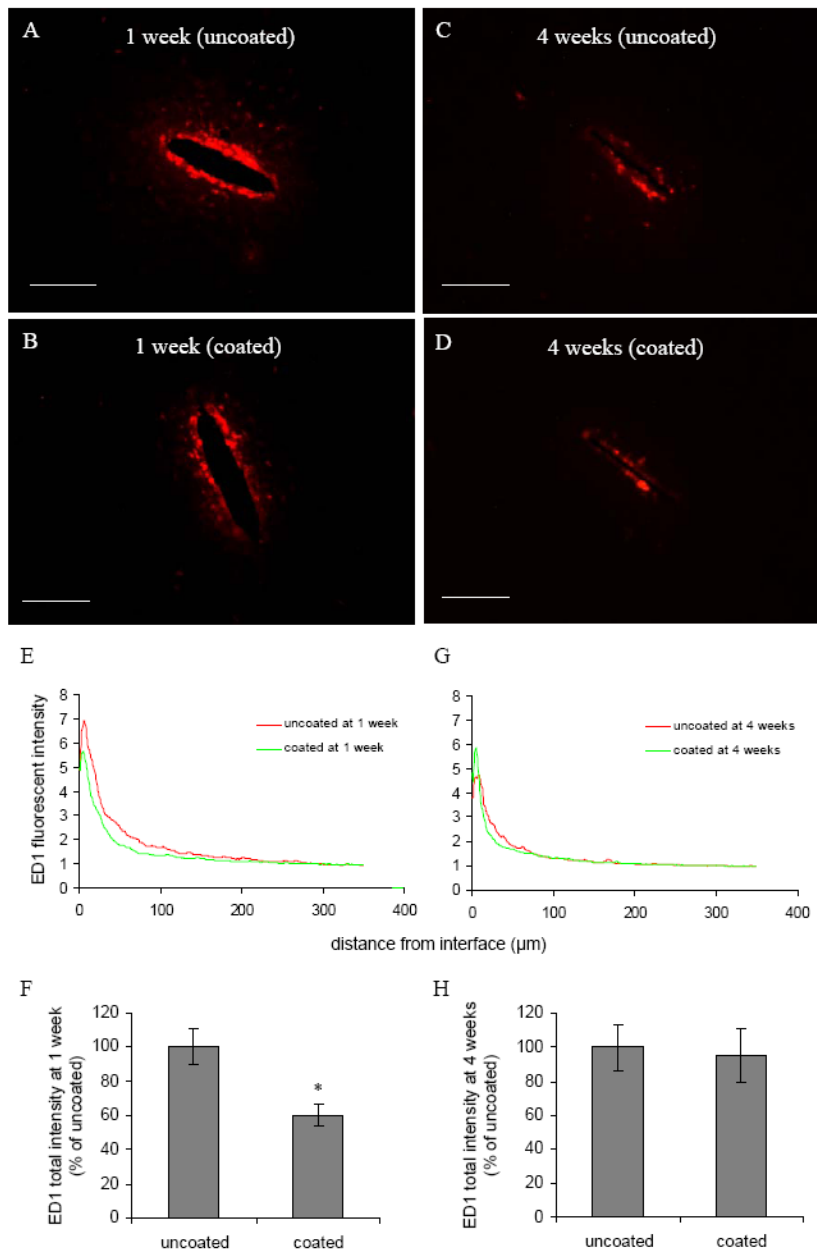 A
1 week (uncoated)
C
4 weeks (uncoated)
B
1 week (coated)
D
4 weeks (coated)
E
ED1 fluorescent intensity
8
7
6
5
4
3
2
1
0
uncoated at 1 week
coated at 1 week
0
100
200
300
400
G
8
7
6
5
4
3
2
1
0
uncoated at 4 weeks
coated at 4 weeks
0
100
200
300
400
distance from interface (µm)
F
ED1 total intensity at 1 week
(% of uncoated)
120
100
80
60
40
20
0
*
uncoated
coated
H
ED1 total intensity at 4 weeks
(% of uncoated)
120
100
80
60
40
20
0
uncoated
coated